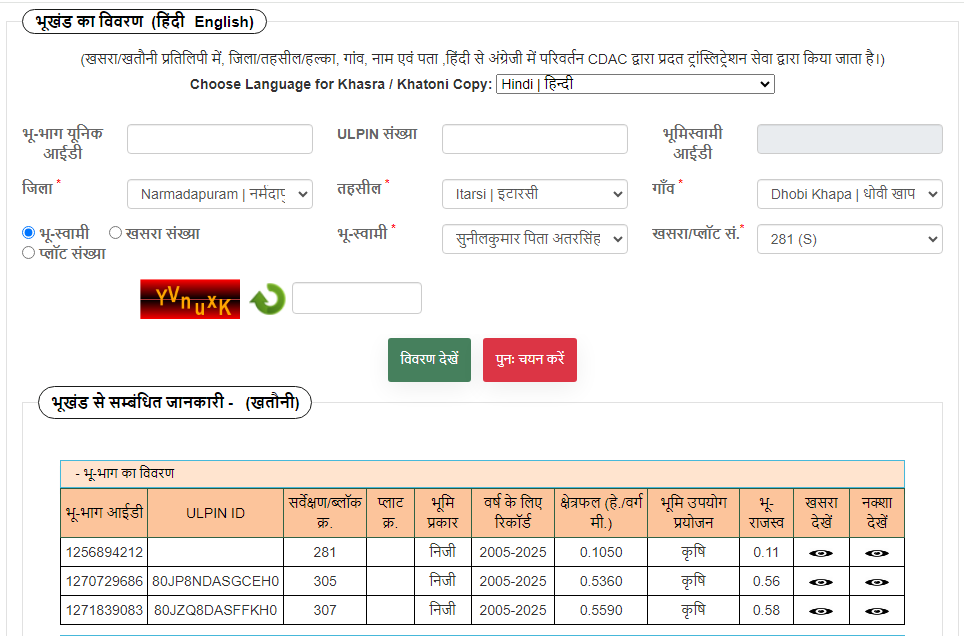 भूखंड का विवरण (हिंदी English)
(खसरा/खतौनी प्रतिलिपी में, जिला/तहसील/हल्का, गांव, नाम एवं पता ,हिंदी से अंग्रेजी में परिवर्तन CDAC द्वारा प्रदत ट्रांस्लिट्रेशन सेवा द्वारा किया जाता है।)
Choose Language for Khasra / Khatoni Copy: Hindi | हिन्दी
भू-भाग यूनिक आईडी ULPIN संख्या भूमिस्वामी आईडी
जिला * Narmadapuram | नर्मदापु तहसील * Itarsi | इटारसी गाँव * Dhobi Khapa | धोवी खाप
भू-स्वामी खसरा संख्या भू-स्वामी * सुनीलकुमार पिता अतरसिंह खसरा/प्लॉट सं.* 281 (S)
प्लॉट संख्या
YVnuxK
विवरण देखें पुनः चयन करें
भूखंड से सम्बंधित जानकारी - (खतौनी)
- भू-भाग का विवरण
भू-भाग आईडी ULPIN ID सर्वेक्षण/ब्लॉक क्र. प्लाट क्र. भूमि प्रकार वर्ष के लिए रिकॉर्ड क्षेत्रफल (हे./वर्ग मी.) भूमि उपयोग प्रयोजन भू-राजस्व खसरा देखें नक्शा देखें
1256894212 281 निजी 2005-2025 0.1050 कृषि 0.11
1270729686 80JP8NDASGCEH0 305 निजी 2005-2025 0.5360 कृषि 0.56
1271839083 80JZQ8DASFFKH0 307 निजी 2005-2025 0.5590 कृषि 0.58